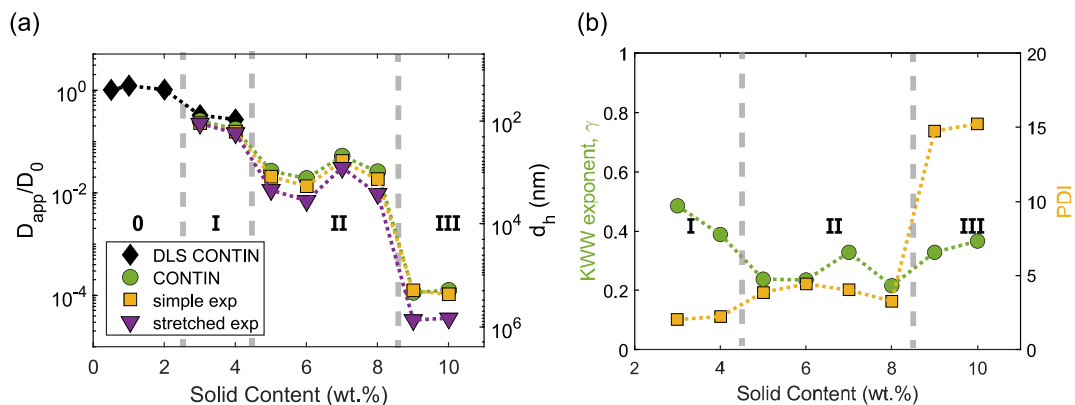 (a)
10^0
10^-2
10^-4
D_app/D_0
0
I
II
III
DLS CONTIN
CONTIN
simple exp
stretched exp
10^2
10^4
10^6
d_h (nm)
0 2 4 6 8 10
Solid Content (wt.%)
(b)
1
0.8
0.6
0.4
0.2
0
KWW exponent, γ
I
II
III
20
15
10
5
0
PDI
2 4 6 8 10
Solid Content (wt.%)